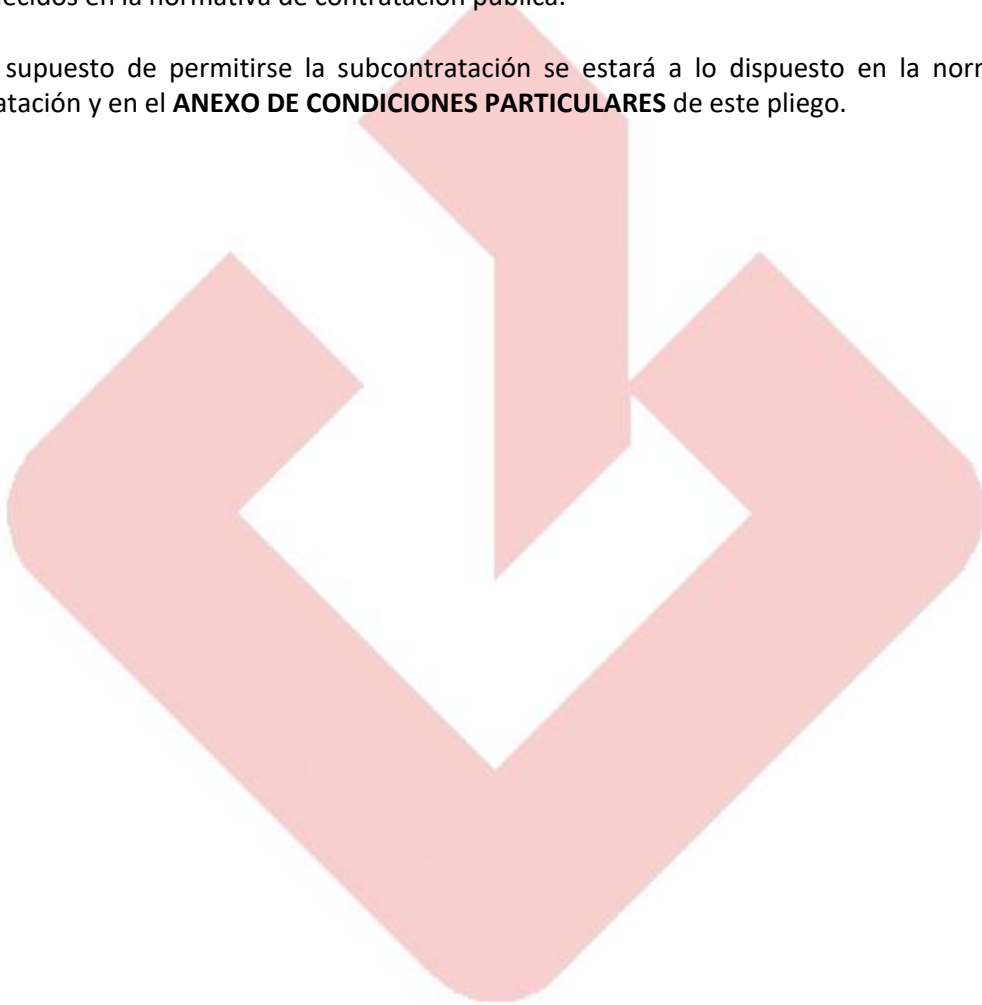 ecidos en la normativa de contratación pública.
supuesto de permitirse la subcontratación se estará a lo dispuesto en la norm
atación y en el ANEXO DE CONDICIONES PARTICULARES de este pliego.